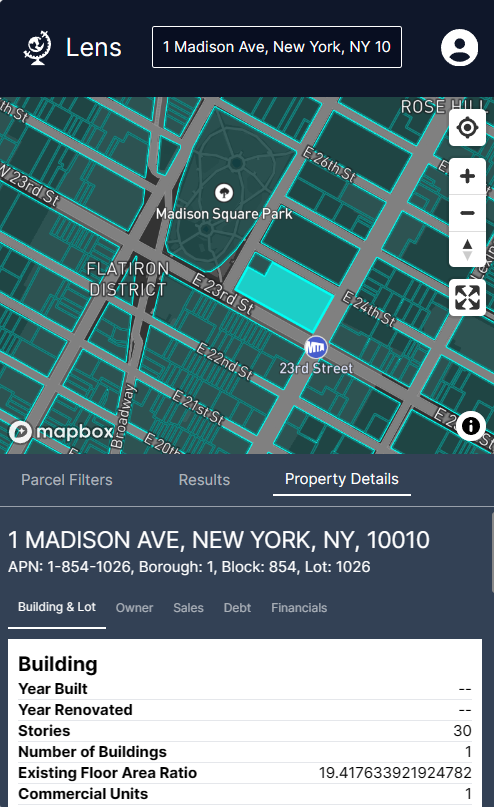 Lens
1 Madison Ave, New York, NY 10
ROSE HILL
th St
E 26th St
W 23rd St
Madison Square Park
FLATIRON
DISTRICT
E 23rd St
E 24th St
MTA
23rd Street
E 22nd St
E 21st St
Broadway
E 20th
mapbox
Parcel Filters
Results
Property Details
1 MADISON AVE, NEW YORK, NY, 10010
APN: 1-854-1026, Borough: 1, Block: 854, Lot: 1026
Building & Lot
Owner
Sales
Debt
Financials
Building
Year Built --
Year Renovated --
Stories 30
Number of Buildings 1
Existing Floor Area Ratio 19.417633921924782
Commercial Units 1